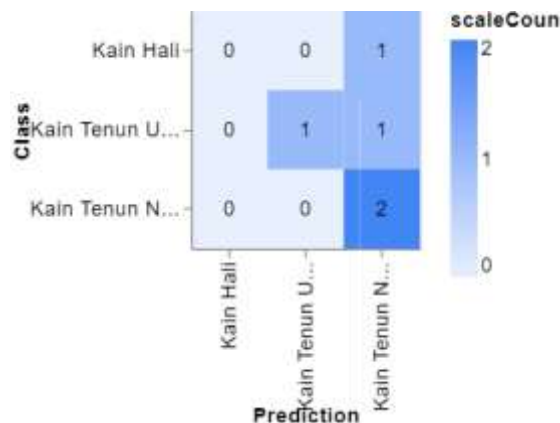 scaleCoun
Kain Hali 0 0 1 2
Class
Kain Tenun U... 0 1 1 1
Kain Tenun N... 0 0 2 0
Kain Hali
Kain Tenun U...
Kain Tenun N...
Prediction